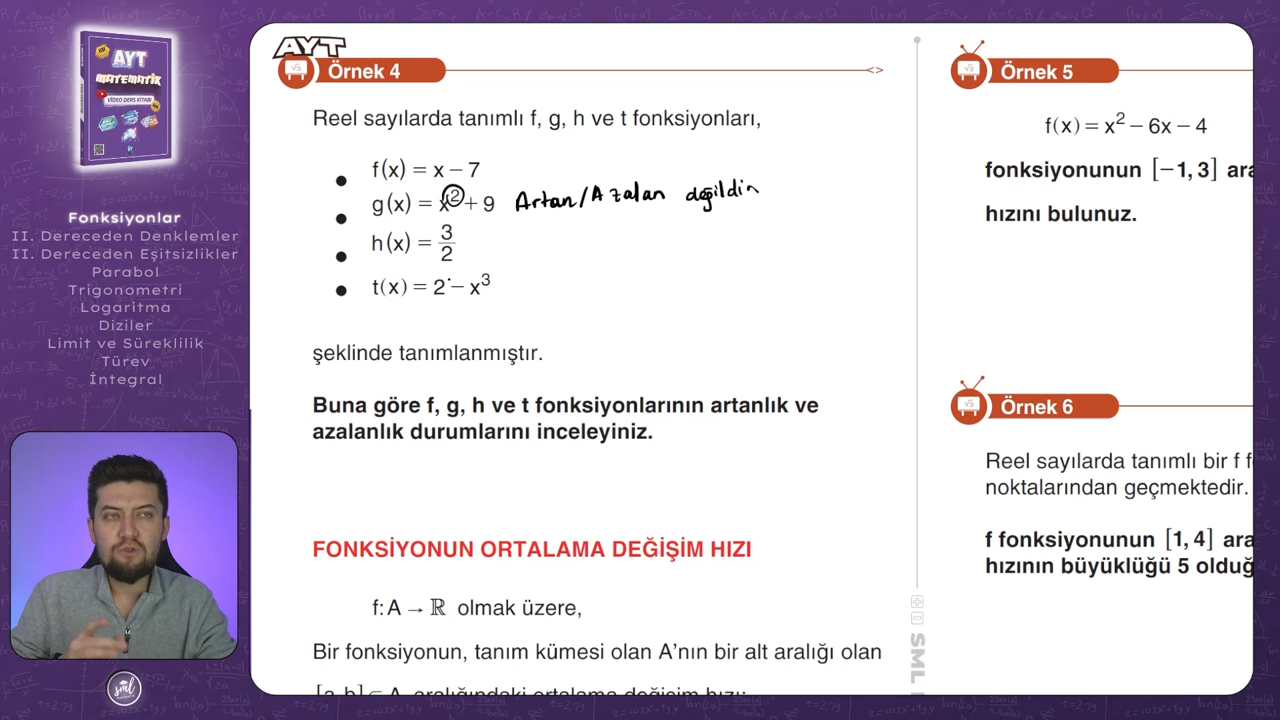 AYT
MATEMATİK
VİDEO DERS KİTABI
Fonksiyonlar
II. Dereceden Denklemler
II. Dereceden Eşitsizlikler
Parabol
Trigonometri
Logaritma
Diziler
Limit ve Süreklilik
Türev
İntegral
sml
AYT
Örnek 4
Reel sayılarda tanımlı f, g, h ve t fonksiyonları,
f(x) = x − 7
g(x) = x² + 9 Artan/Azalan değildir
h(x) = 3/2
t(x) = 2 − x³
şeklinde tanımlanmıştır.
Buna göre f, g, h ve t fonksiyonlarının artanlık ve
azalanlık durumlarını inceleyiniz.
FONKSİYONUN ORTALAMA DEĞİŞİM HIZI
f: A → ℝ olmak üzere,
Bir fonksiyonun, tanım kümesi olan A'nın bir alt aralığı olan
[a, b] ⊂ A aralığındaki ortalama değişim hızı:
SML
Örnek 5
f(x) = x² − 6x − 4
fonksiyonunun [−1, 3] ara
hızını bulunuz.
Örnek 6
Reel sayılarda tanımlı bir f f
noktalarından geçmektedir.
f fonksiyonunun [1, 4] ara
hızının büyüklüğü 5 olduğ